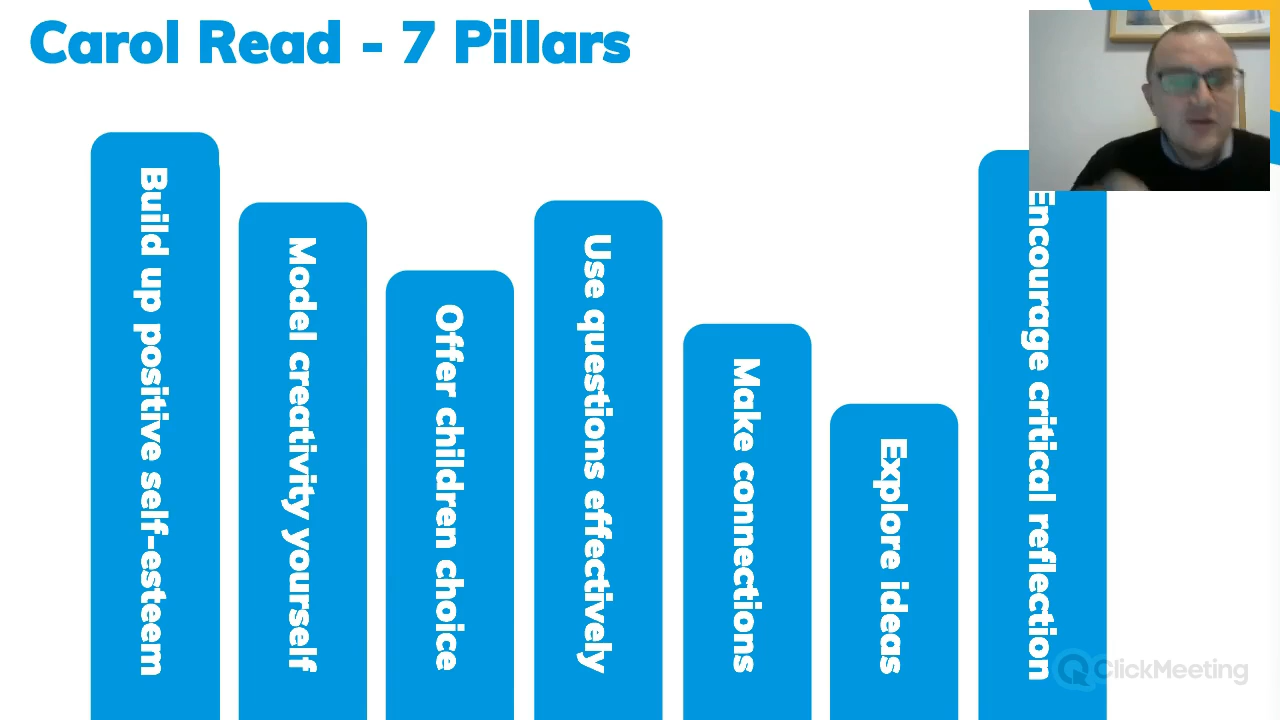 Carol Read - 7 Pillars
Build up positive self-esteem
Model creativity yourself
Offer children choice
Use questions effectively
Make connections
Explore ideas
Encourage critical reflection
ClickMeeting